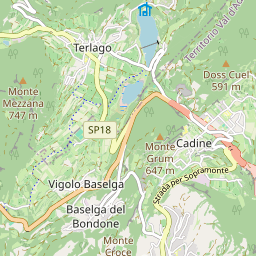 Terlago
Territorio Val d'A
Monte
Mezzana
747 m
Doss Cuel
591 m
SP18
Cadine
Monte
Grum
647 m
Strada per Sopramonte
Vigolo Baselga
Baselga del
Bondone
Monte
Croce